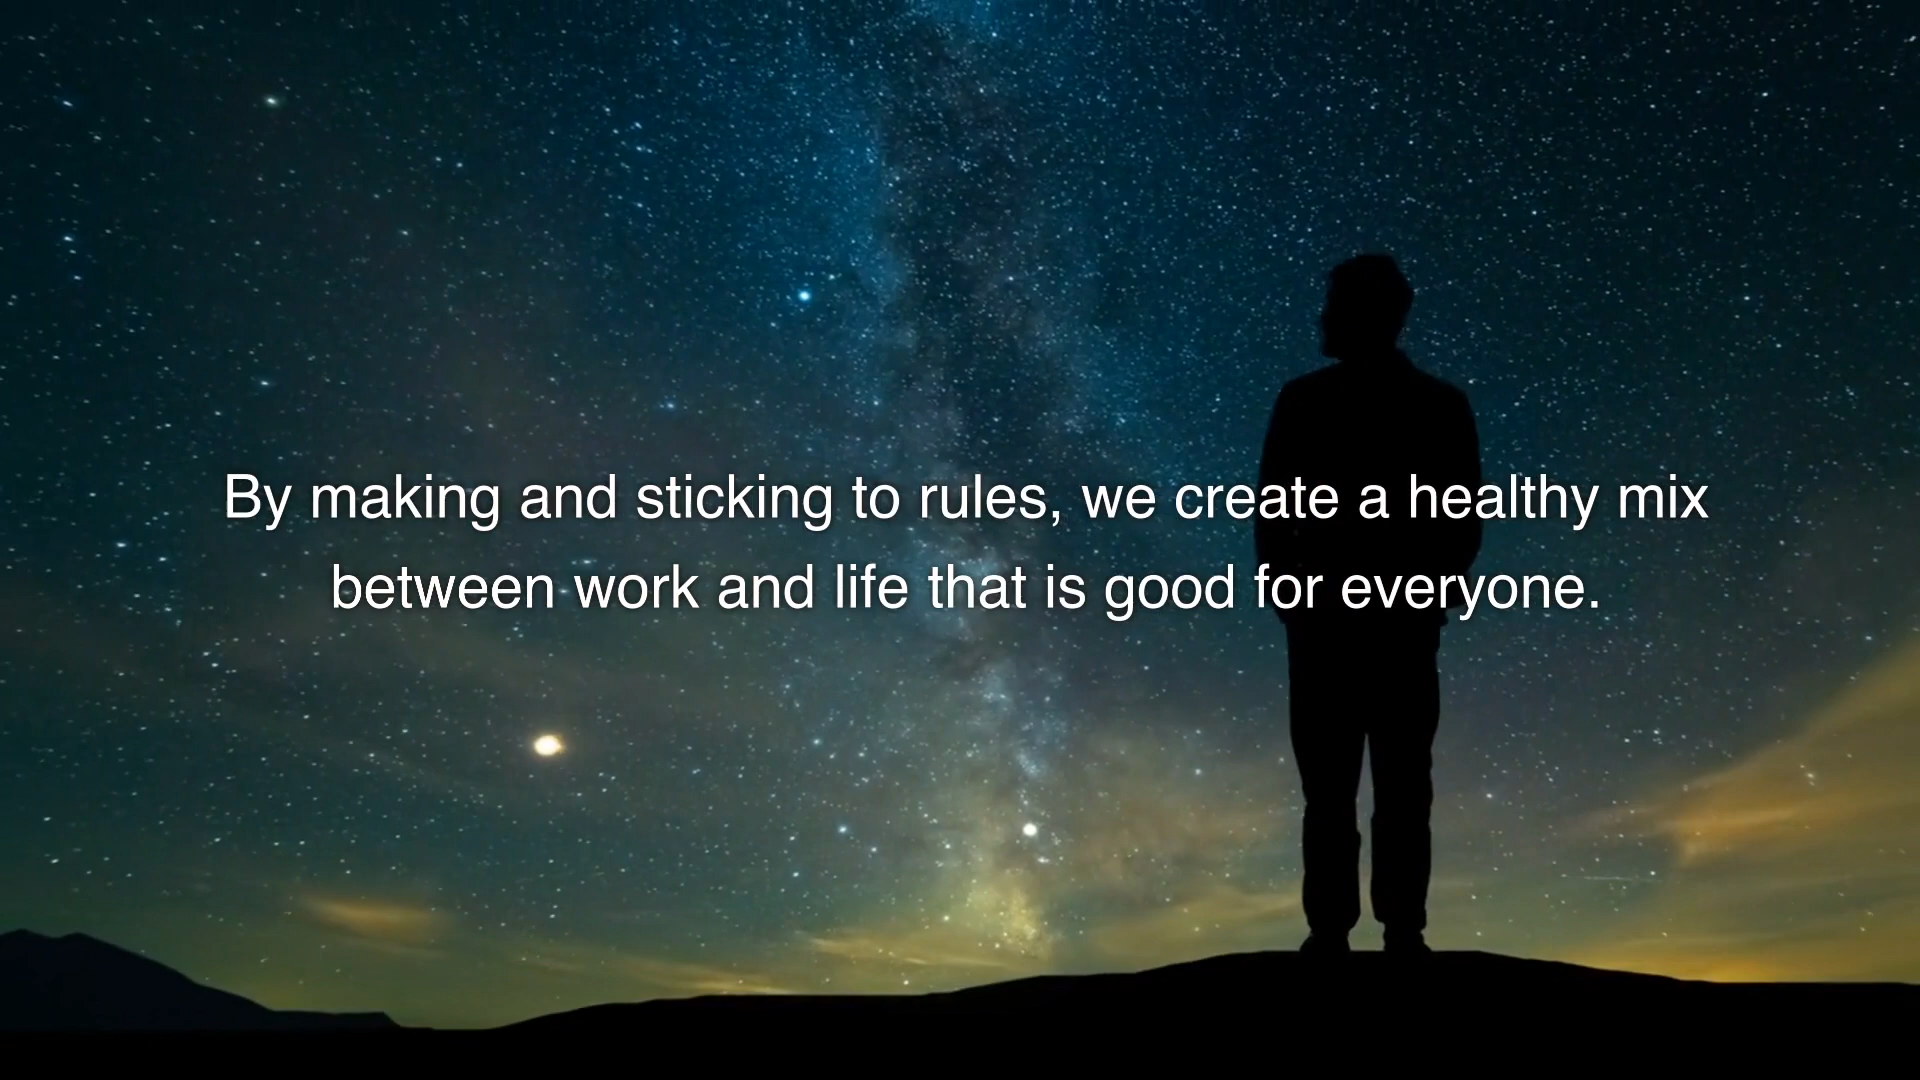 By making and sticking to rules, we create a healthy mix
between work and life that is good for everyone.